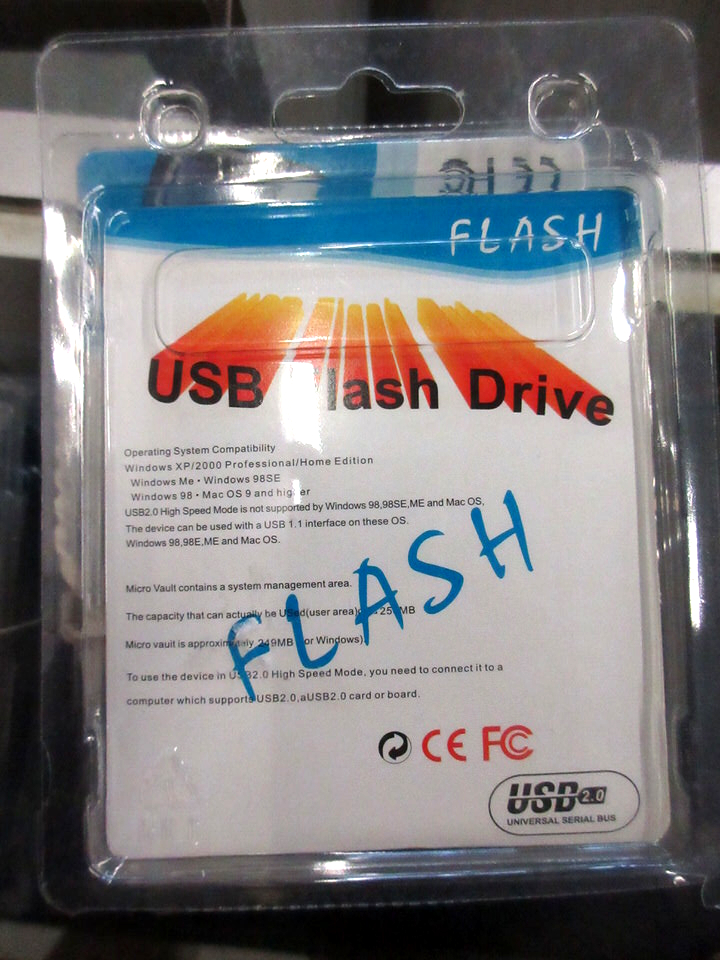 FLASH
USB Flash Drive
Operating System Compatibility
Windows XP/2000 Professional/Home Edition
Windows Me • Windows 98SE
Windows 98 • Mac OS 9 and higher
USB2.0 High Speed Mode is not supported by Windows 98,98SE,ME and Mac OS,
The device can be used with a USB 1.1 interface on these OS.
Windows 98,98E,ME and Mac OS.
Micro Vault contains a system management area.
The capacity that can actually be USed(user area)
Micro vault is approximately 249MB(for Windows)
To use the device in USB2.0 High Speed Mode, you need to connect it to a
computer which supports USB2.0,aUSB2.0 card or board.
FLASH
CE FC
USB 2.0
UNIVERSAL SERIAL BUS